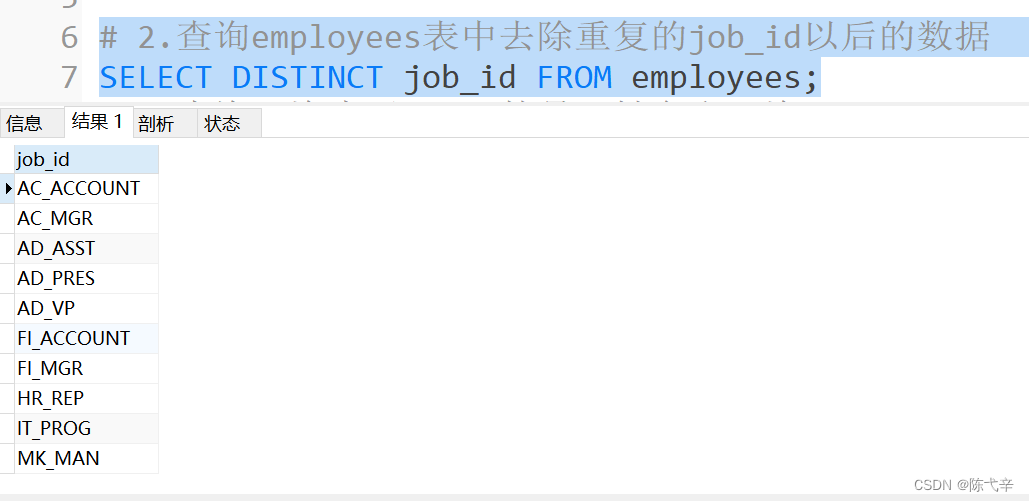 6 # 2.查询employees表中去除重复的job_id以后的数据
7 SELECT DISTINCT job_id FROM employees;
信息 结果 1 剖析 状态
job_id
AC_ACCOUNT
AC_MGR
AD_ASST
AD_PRES
AD_VP
FI_ACCOUNT
FI_MGR
HR_REP
IT_PROG
MK_MAN
CSDN @陈弋辛